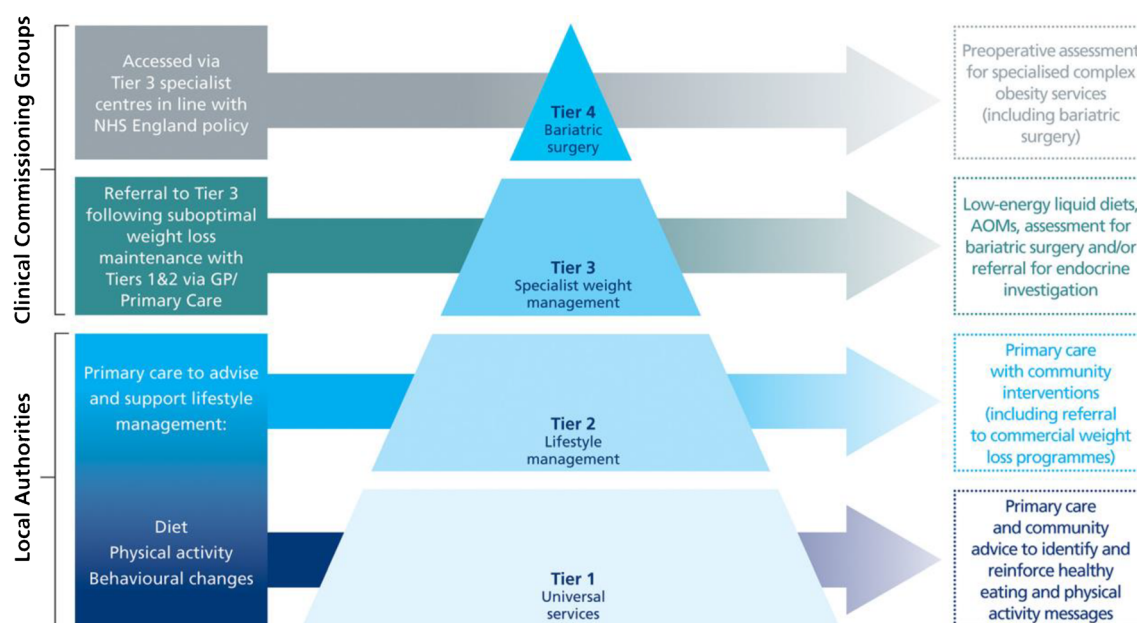 Clinical Commissioning Groups
Accessed via
Tier 3 specialist
centres in line with
NHS England policy
Tier 4
Bariatric
surgery
Preoperative assessment
for specialised complex
obesity services
(including bariatric
surgery)
Referral to Tier 3
following suboptimal
weight loss
maintenance with
Tiers 1&2 via GP/
Primary Care
Tier 3
Specialist weight
management
Low-energy liquid diets,
AOMs, assessment for
bariatric surgery and/or
referral for endocrine
investigation
Local Authorities
Primary care to advise
and support lifestyle
management:
Tier 2
Lifestyle
management
Primary care
with community
interventions
(including referral
to commercial weight
loss programmes)
Diet
Physical activity
Behavioural changes
Tier 1
Universal
services
Primary care
and community
advice to identify and
reinforce healthy
eating and physical
activity messages